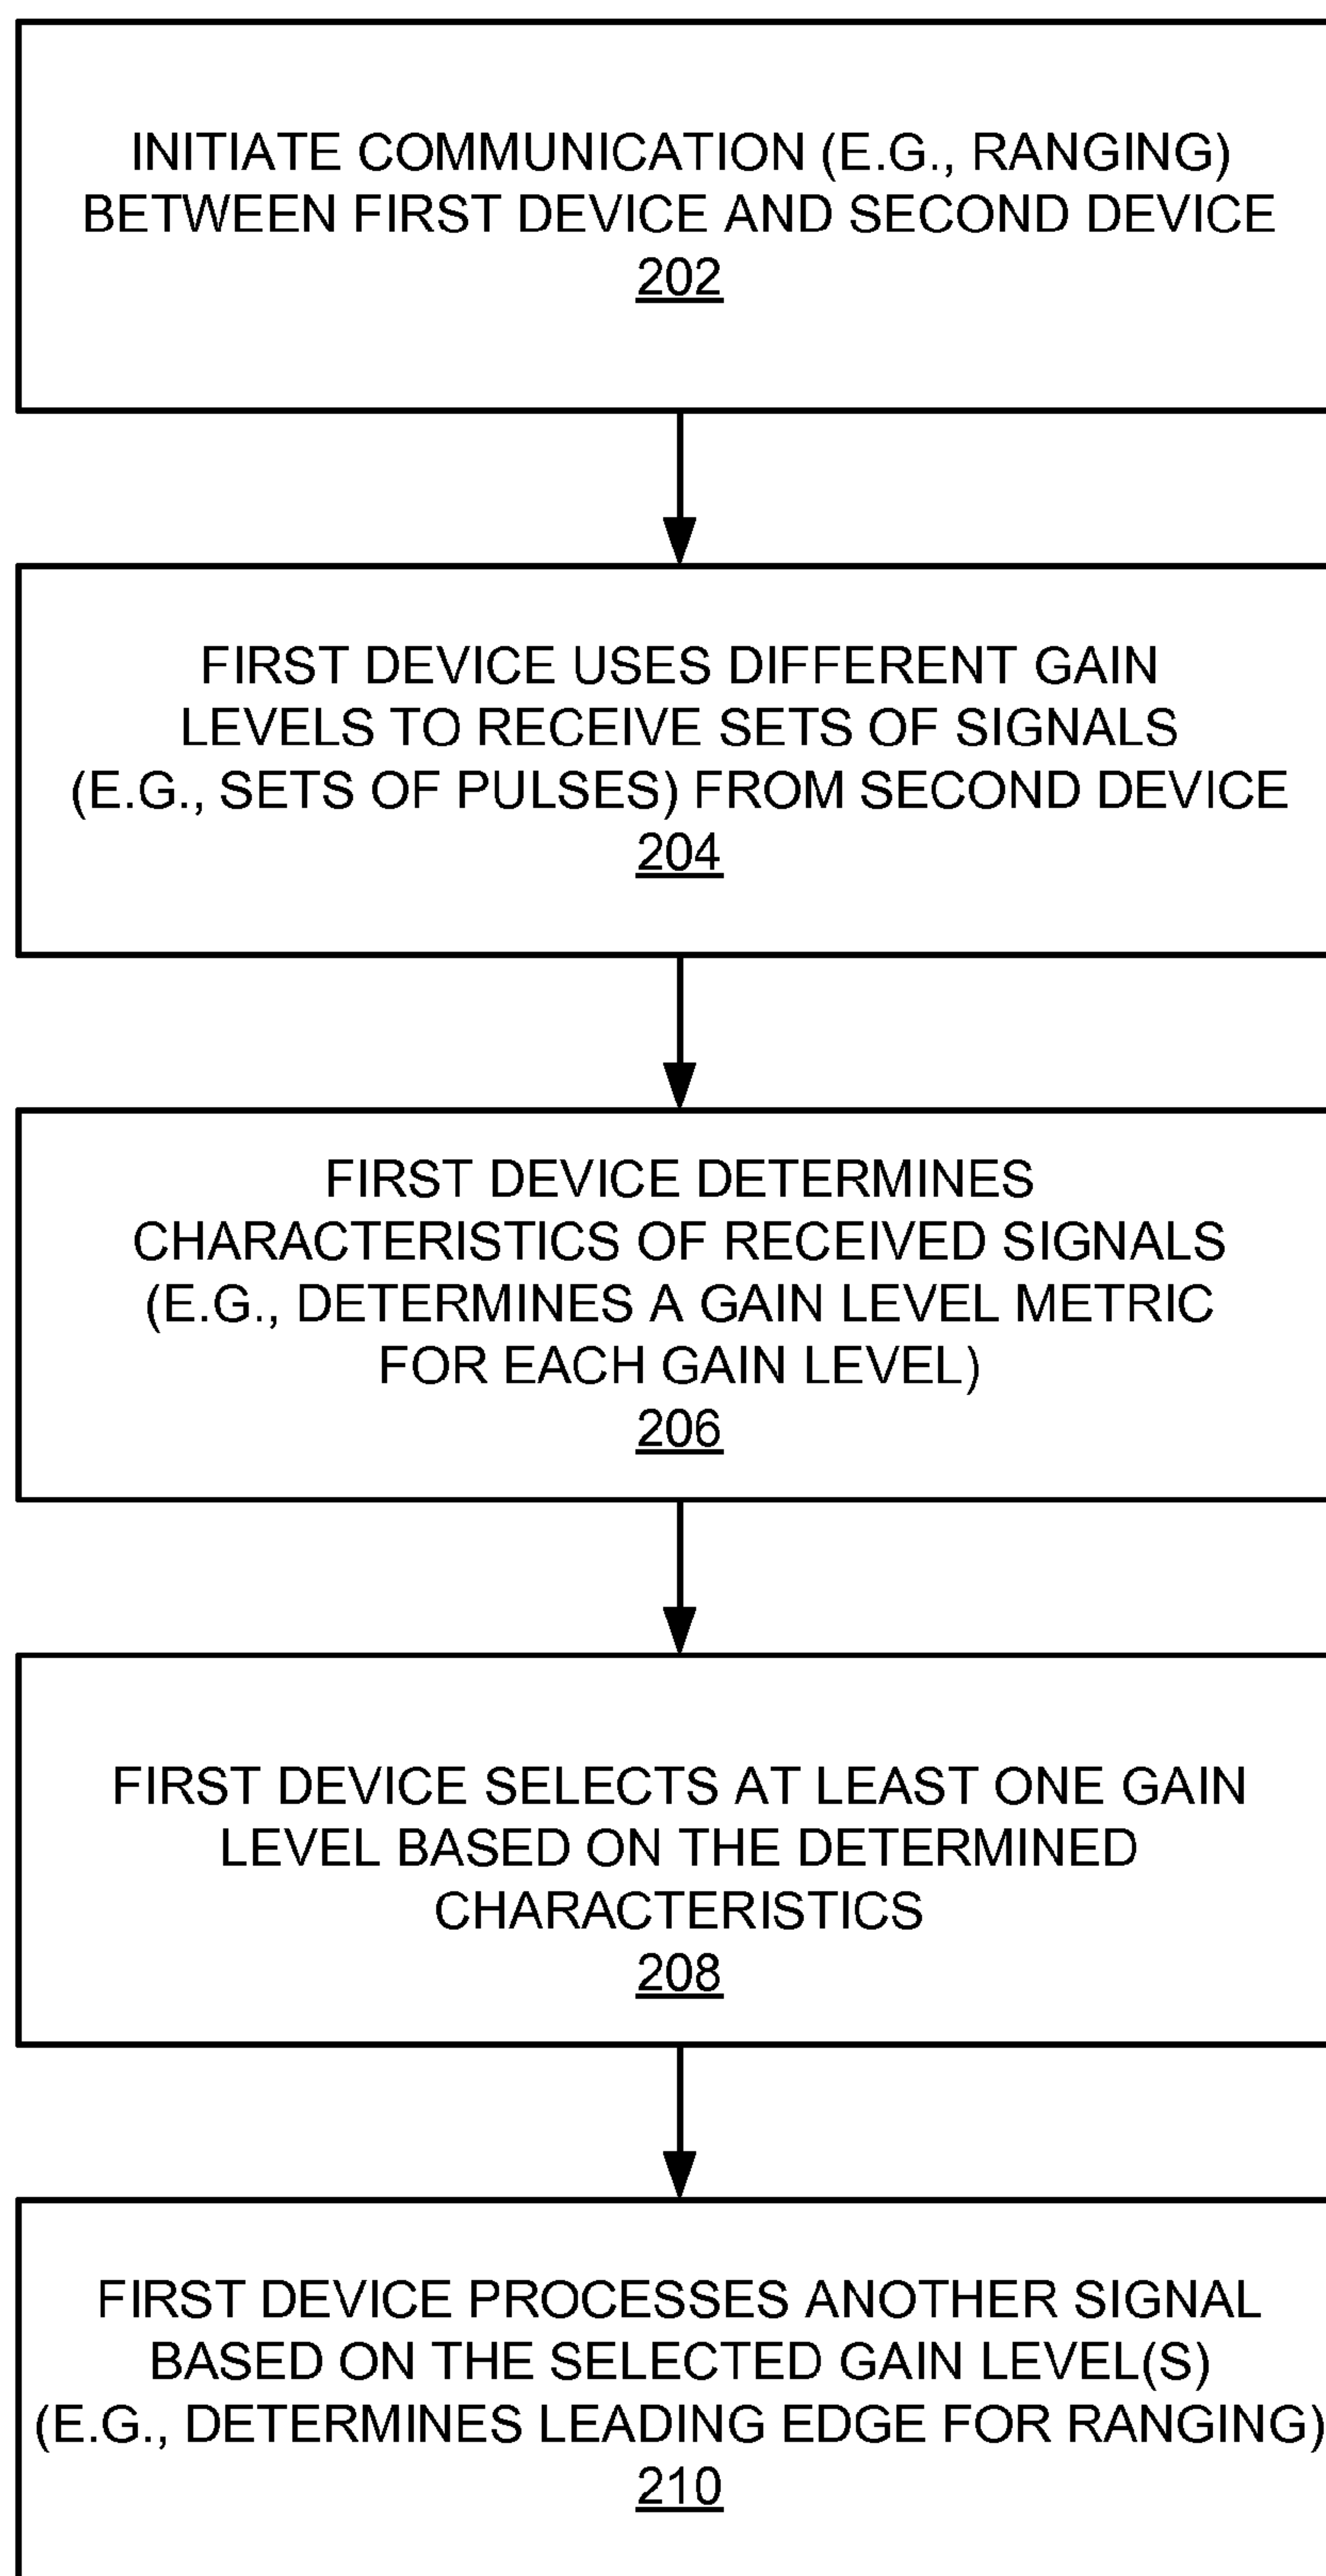 INITIATE COMMUNICATION (E.G., RANGING)
BETWEEN FIRST DEVICE AND SECOND DEVICE
202
FIRST DEVICE USES DIFFERENT GAIN
LEVELS TO RECEIVE SETS OF SIGNALS
(E.G., SETS OF PULSES) FROM SECOND DEVICE
204
FIRST DEVICE DETERMINES
CHARACTERISTICS OF RECEIVED SIGNALS
(E.G., DETERMINES A GAIN LEVEL METRIC
FOR EACH GAIN LEVEL)
206
FIRST DEVICE SELECTS AT LEAST ONE GAIN
LEVEL BASED ON THE DETERMINED
CHARACTERISTICS
208
FIRST DEVICE PROCESSES ANOTHER SIGNAL
BASED ON THE SELECTED GAIN LEVEL(S)
(E.G., DETERMINES LEADING EDGE FOR RANGING)
210